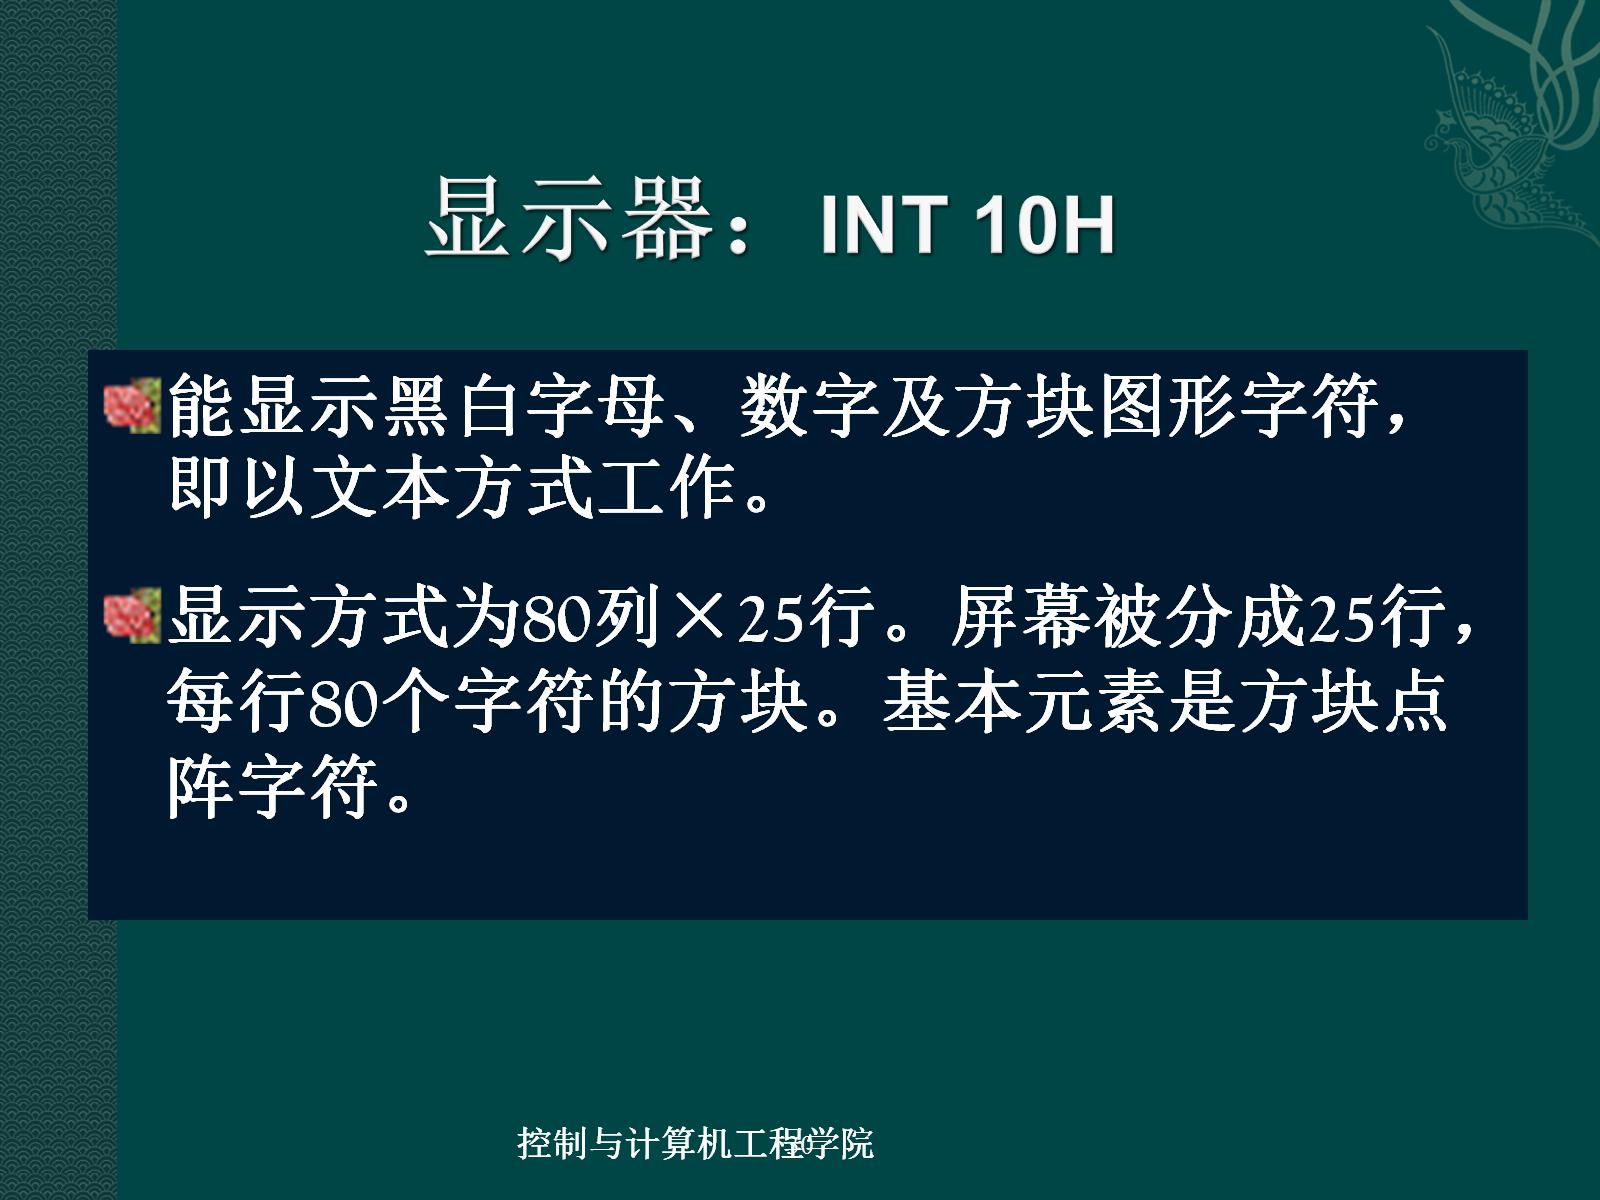 显示器： INT 10H
能显示黑白字母、数字及方块图形字符，
即以文本方式工作。
显示方式为80列×25行。屏幕被分成25行，
每行80个字符的方块。基本元素是方块点
阵字符。
控制与计算机工程学院